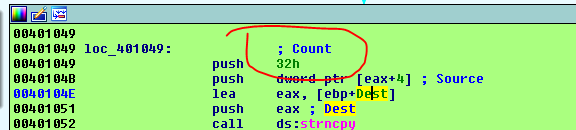 00401049
00401049 loc_401049: ; Count
00401049 push 32h
0040104B push dword ptr [eax+4] ; Source
0040104E lea eax, [ebp+Dest]
00401051 push eax ; Dest
00401052 call ds:strncpy